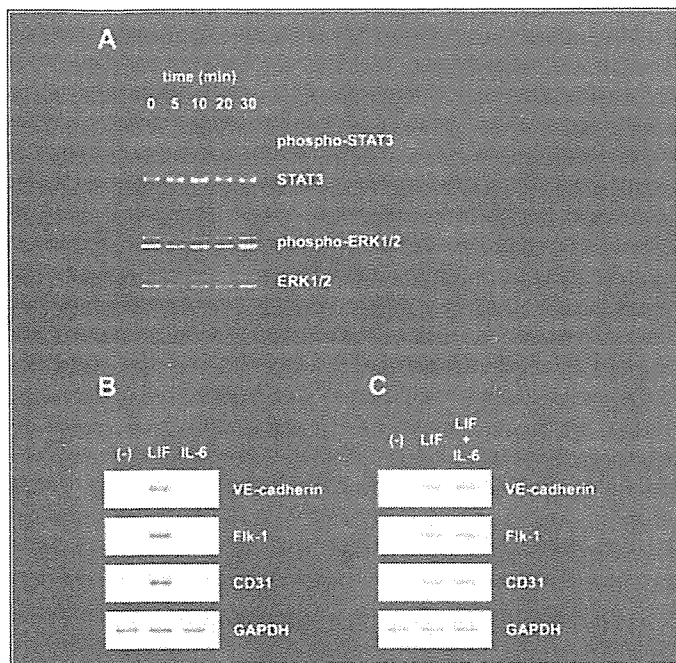 A
time (min)
0 5 10 20 30
phospho-STAT3
STAT3
phospho-ERK1/2
ERK1/2
B
(-) LIF IL-6
VE-cadherin
Flk-1
CD31
GAPDH
C
(-) LIF LIF + IL-6
VE-cadherin
Flk-1
CD31
GAPDH